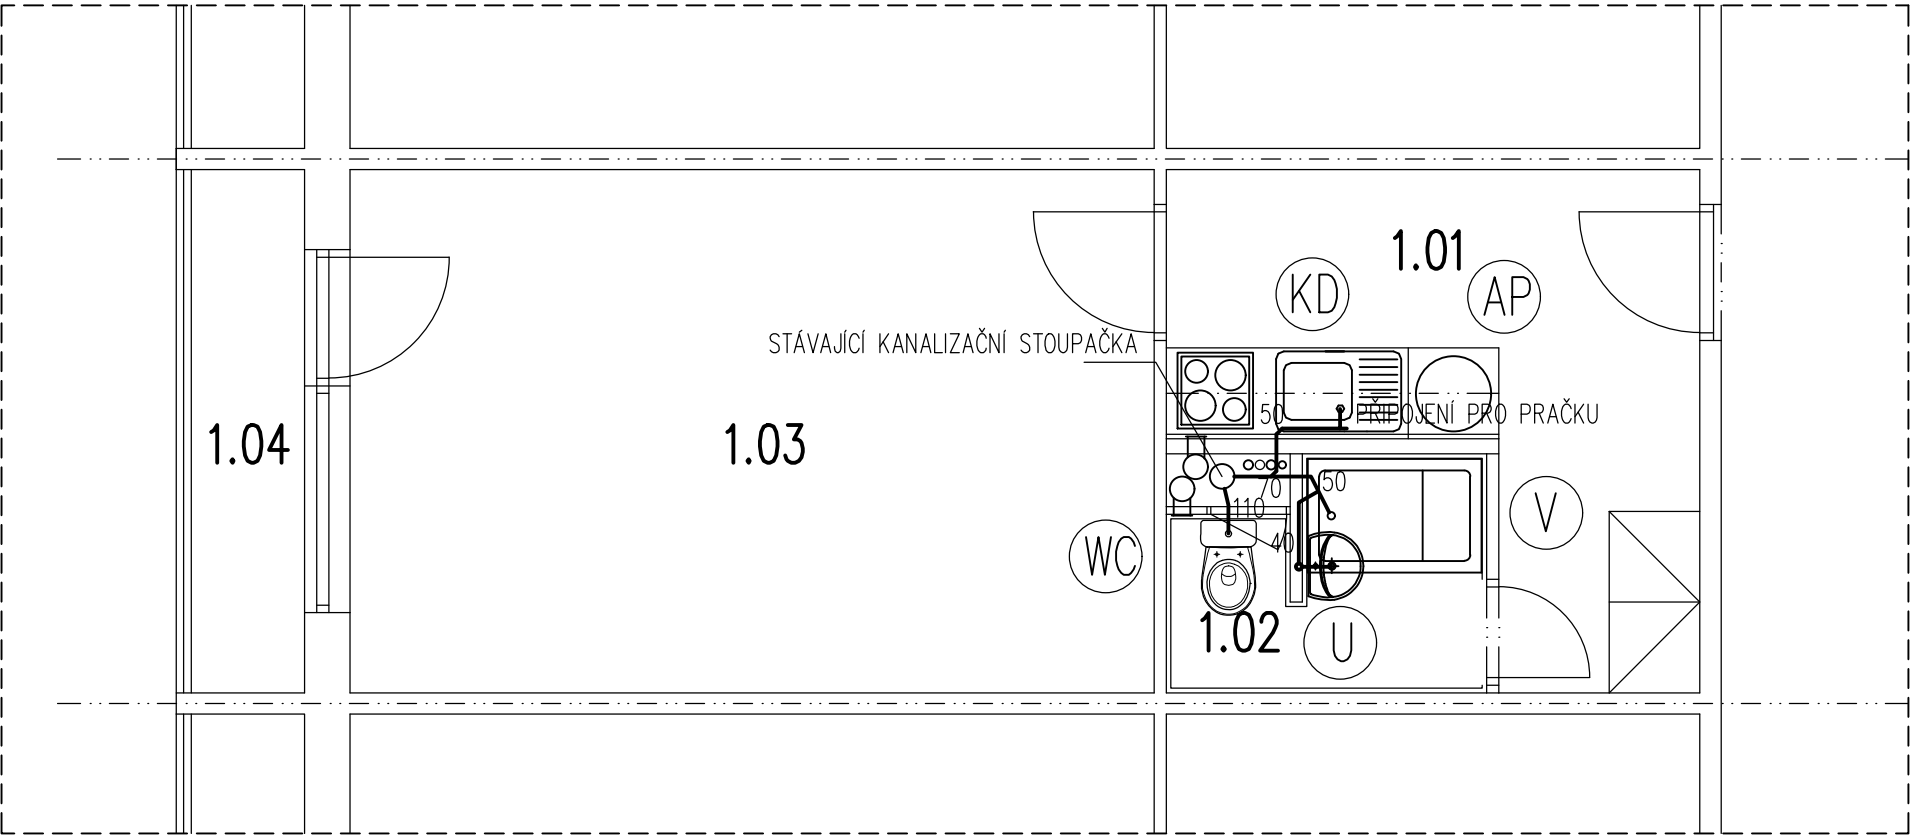 1.01
KD
AP
STÁVAJÍCÍ KANALIZAČNÍ STOUPAČKA
50
PŘIPOJENÍ PRO PRAČKU
1.04
1.03
50
110
V
40
WC
1.02
U